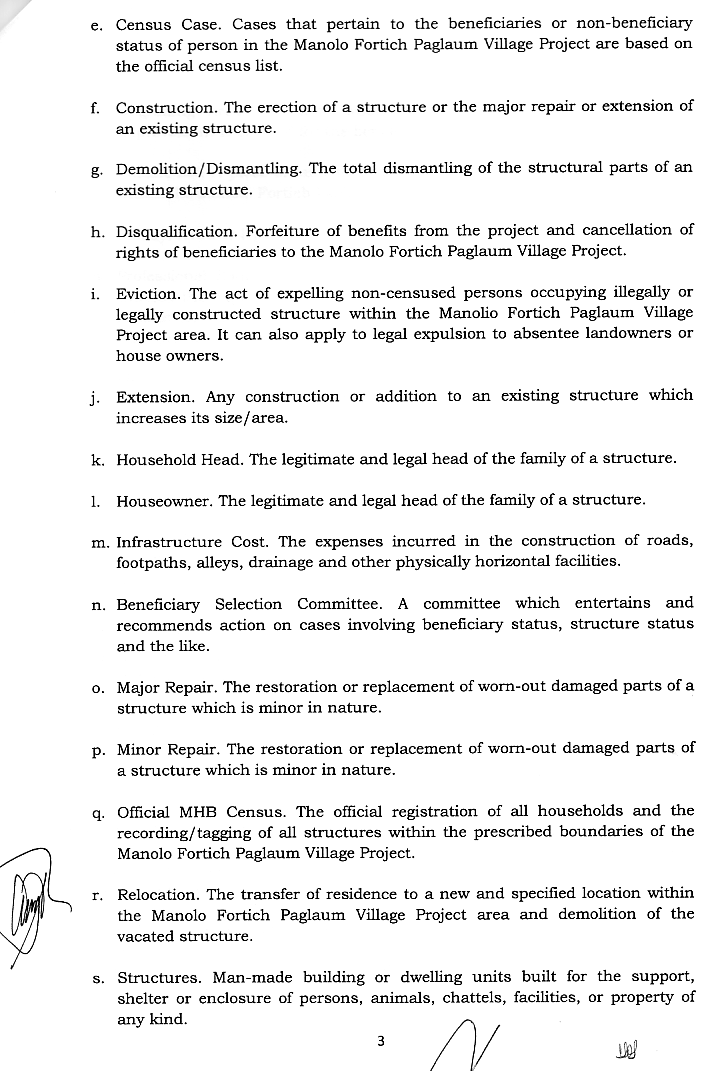 e. Census Case. Cases that pertain to the beneficiaries or non-beneficiary
status of person in the Manolo Fortich Paglaum Village Project are based on
the official census list.
f. Construction. The erection of a structure or the major repair or extension of
an existing structure.
g. Demolition/Dismantling. The total dismantling of the structural parts of an
existing structure.
h. Disqualification. Forfeiture of benefits from the project and cancellation of
rights of beneficiaries to the Manolo Fortich Paglaum Village Project.
i. Eviction. The act of expelling non-censused persons occupying illegally or
legally constructed structure within the Manolio Fortich Paglaum Village
Project area. It can also apply to legal expulsion to absentee landowners or
house owners.
j. Extension. Any construction or addition to an existing structure which
increases its size/area.
k. Household Head. The legitimate and legal head of the family of a structure.
l. Houseowner. The legitimate and legal head of the family of a structure.
m. Infrastructure Cost. The expenses incurred in the construction of roads,
footpaths, alleys, drainage and other physically horizontal facilities.
n. Beneficiary Selection Committee. A committee which entertains and
recommends action on cases involving beneficiary status, structure status
and the like.
o. Major Repair. The restoration or replacement of worn-out damaged parts of a
structure which is minor in nature.
p. Minor Repair. The restoration or replacement of worn-out damaged parts of
a structure which is minor in nature.
q. Official MHB Census. The official registration of all households and the
recording/tagging of all structures within the prescribed boundaries of the
Manolo Fortich Paglaum Village Project.
r. Relocation. The transfer of residence to a new and specified location within
the Manolo Fortich Paglaum Village Project area and demolition of the
vacated structure.
s. Structures. Man-made building or dwelling units built for the support,
shelter or enclosure of persons, animals, chattels, facilities, or property of
any kind.
3